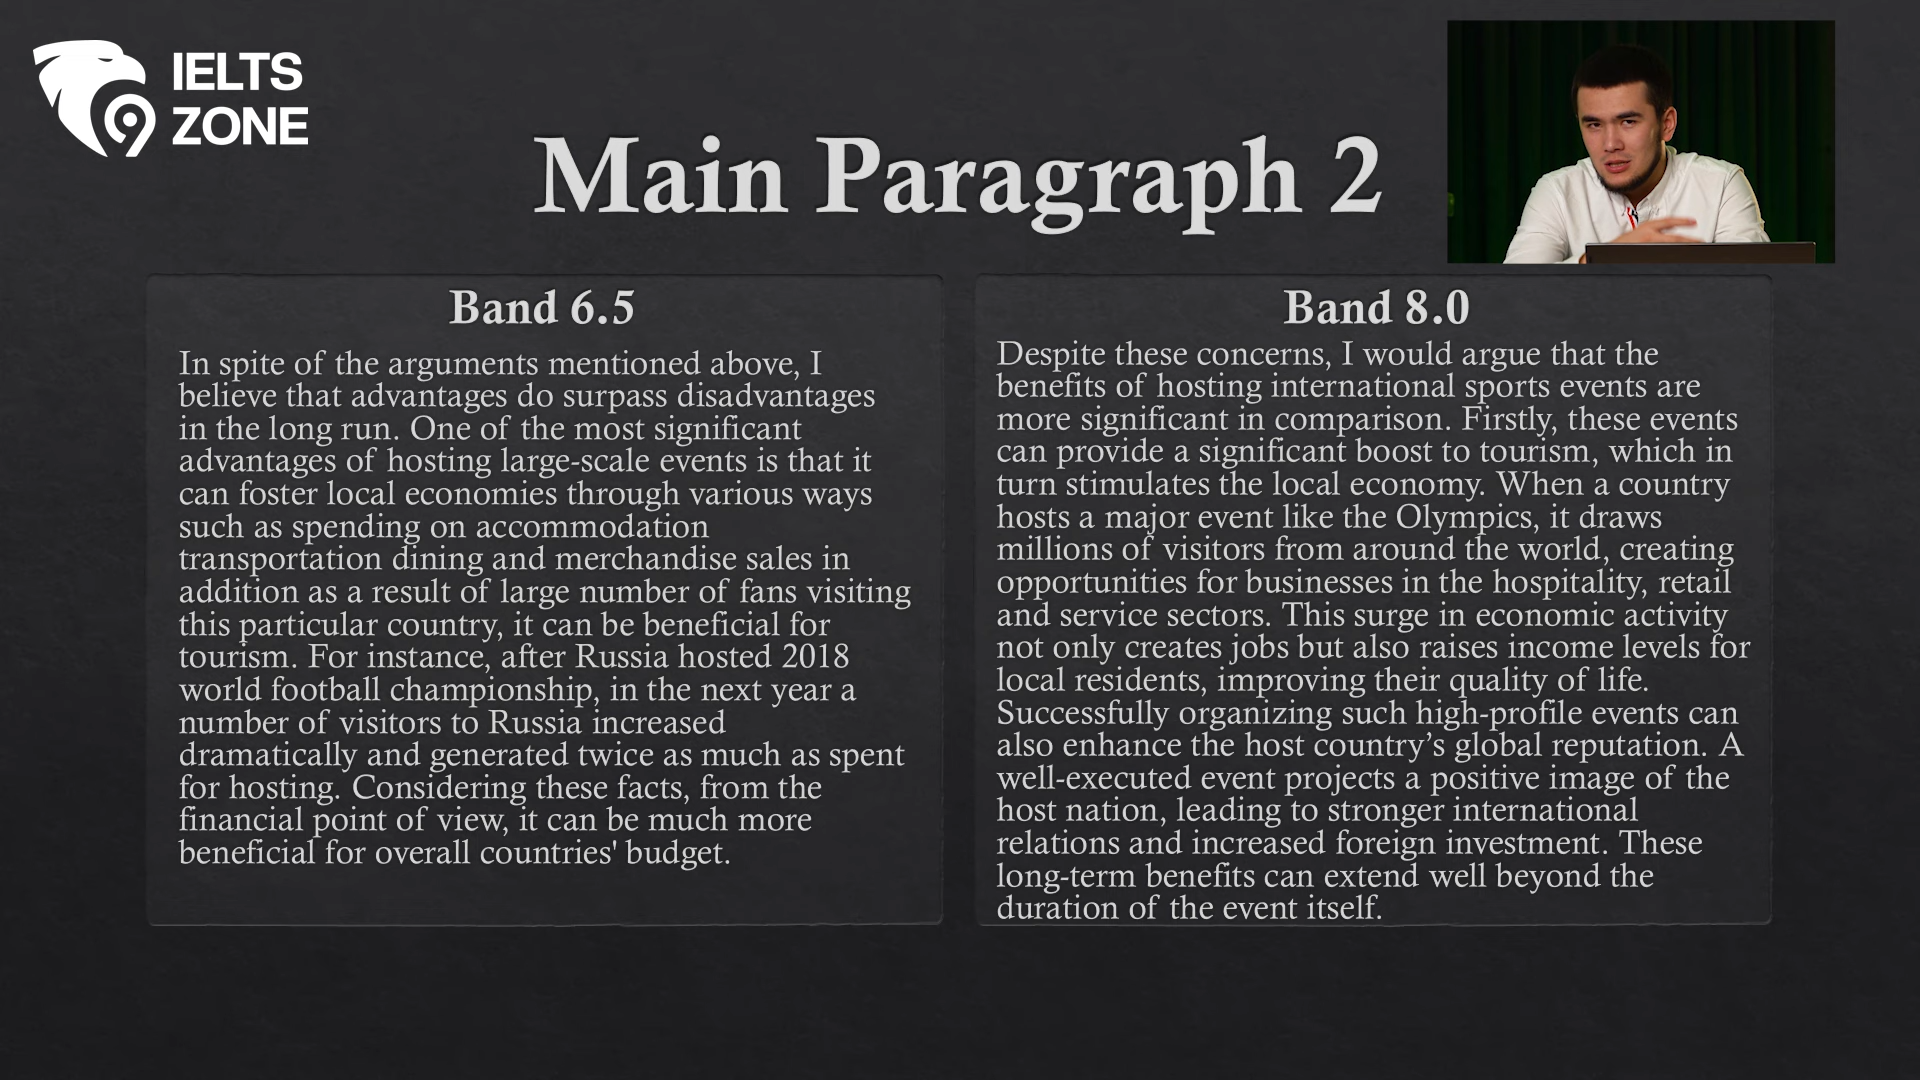 IELTS
ZONE
Main Paragraph 2
Band 6.5
In spite of the arguments mentioned above, I
believe that advantages do surpass disadvantages
in the long run. One of the most significant
advantages of hosting large-scale events is that it
can foster local economies through various ways
such as spending on accommodation
transportation dining and merchandise sales in
addition as a result of large number of fans visiting
this particular country, it can be beneficial for
tourism. For instance, after Russia hosted 2018
world football championship, in the next year a
number of visitors to Russia increased
dramatically and generated twice as much as spent
for hosting. Considering these facts, from the
financial point of view, it can be much more
beneficial for overall countries' budget.
Band 8.0
Despite these concerns, I would argue that the
benefits of hosting international sports events are
more significant in comparison. Firstly, these events
can provide a significant boost to tourism, which in
turn stimulates the local economy. When a country
hosts a major event like the Olympics, it draws
millions of visitors from around the world, creating
opportunities for businesses in the hospitality, retail
and service sectors. This surge in economic activity
not only creates jobs but also raises income levels for
local residents, improving their quality of life.
Successfully organizing such high-profile events can
also enhance the host country’s global reputation. A
well-executed event projects a positive image of the
host nation, leading to stronger international
relations and increased foreign investment. These
long-term benefits can extend well beyond the
duration of the event itself.